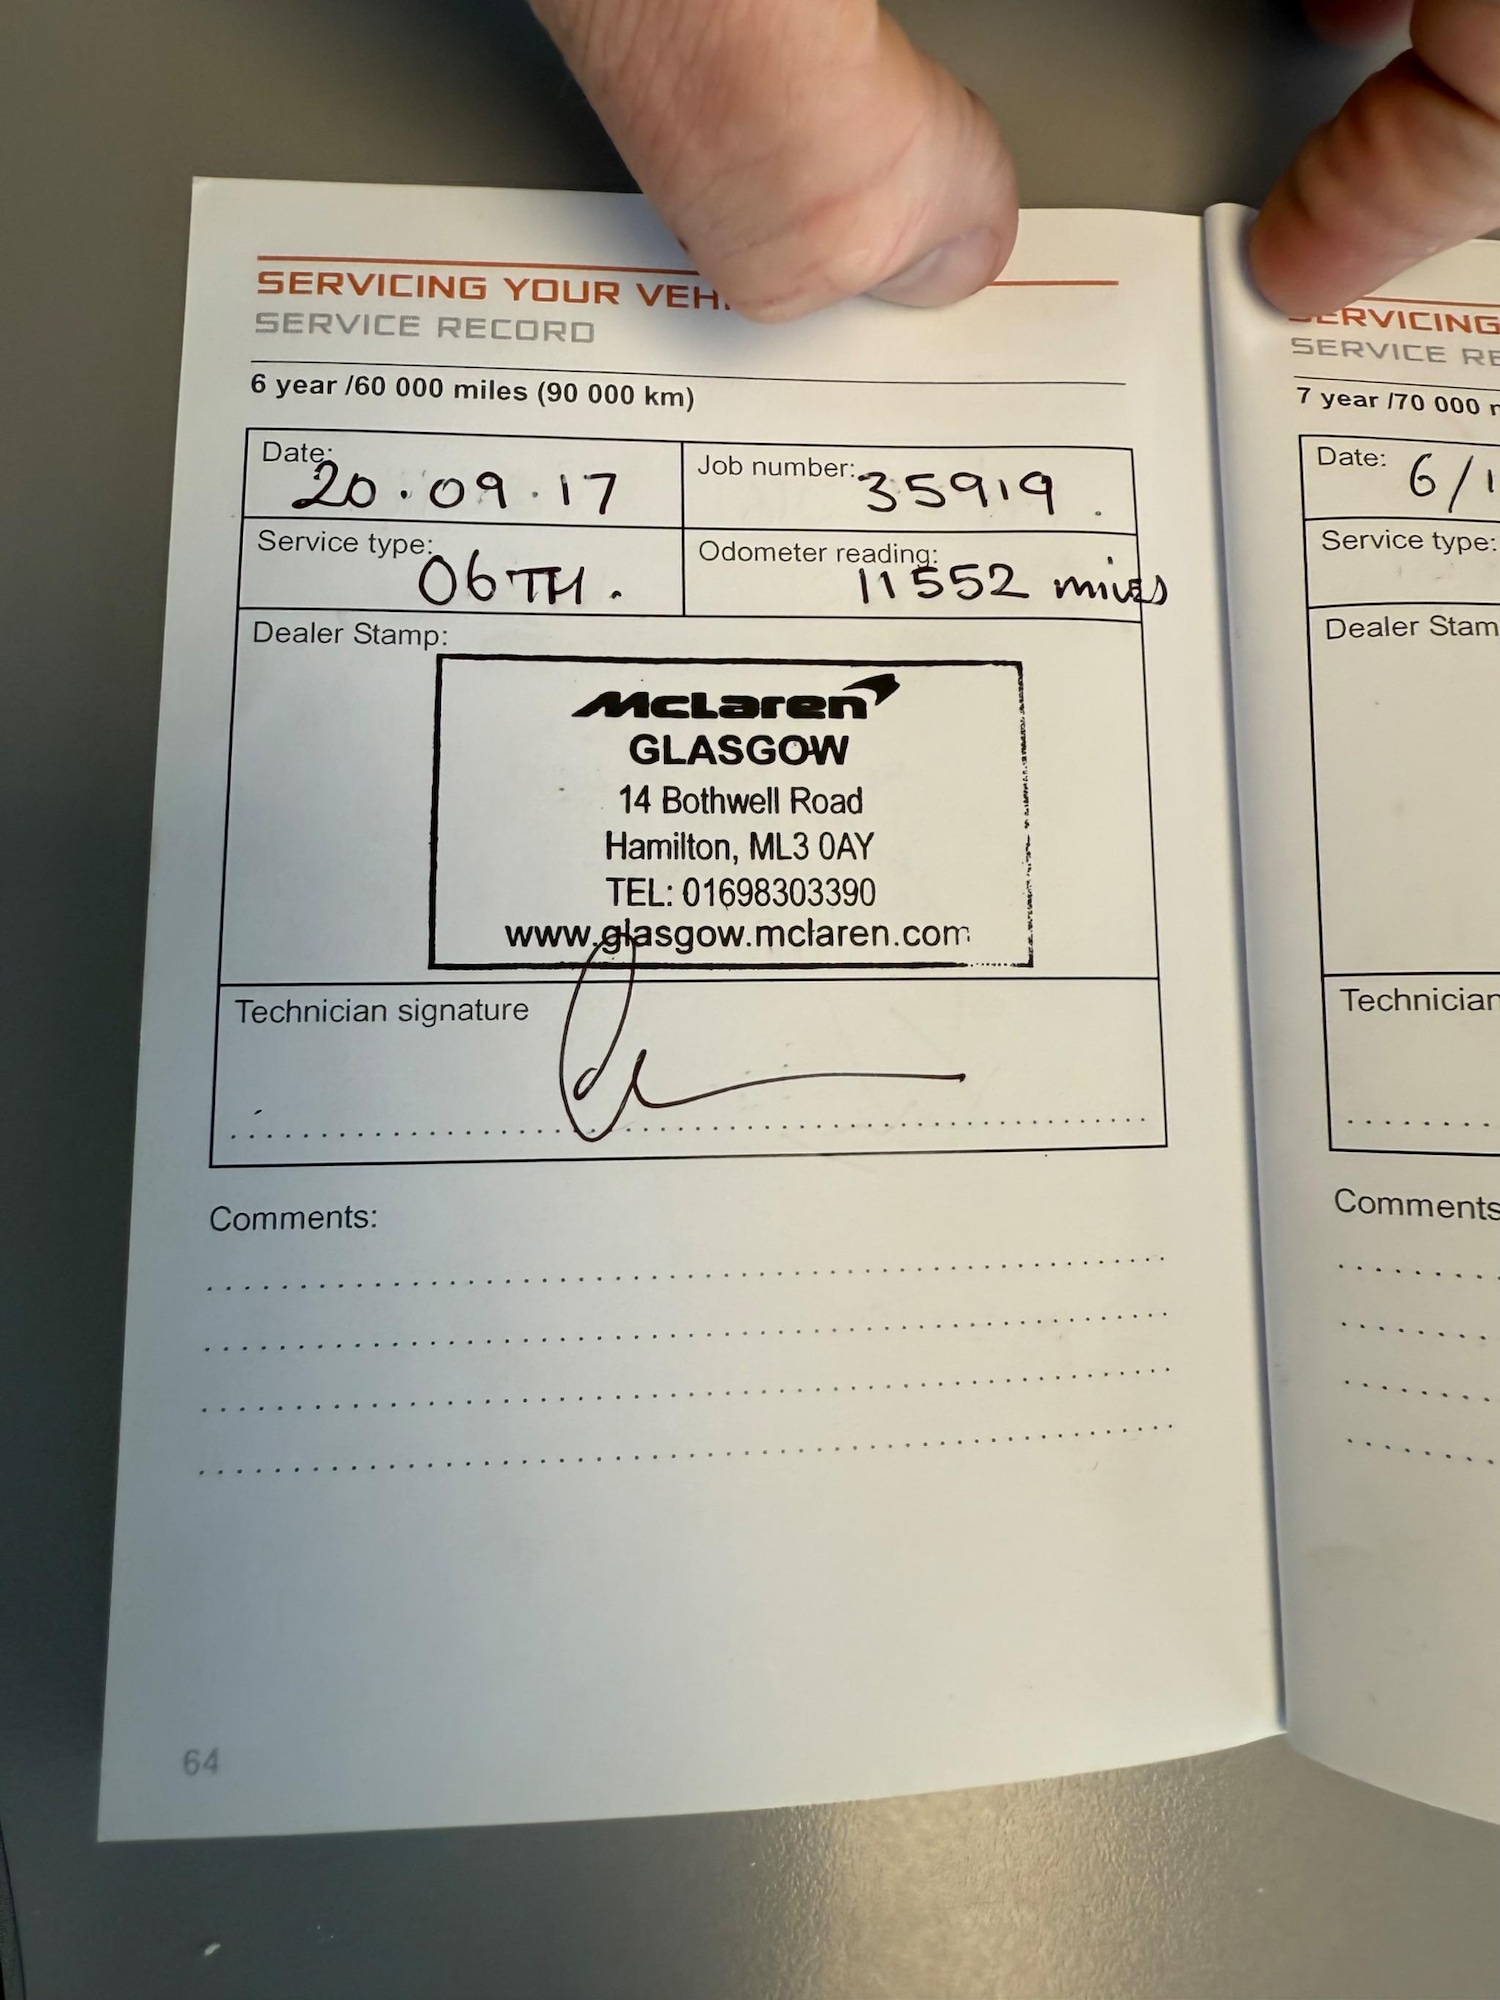 SERVICING YOUR VEH
SERVICE RECORD
6 year /60 000 miles (90 000 km)
Date: 20.09.17
Job number: 35919.
Service type: 06TH.
Odometer reading: 11552 miles
Dealer Stamp:
McLaren
GLASGOW
14 Bothwell Road
Hamilton, ML3 0AY
TEL: 01698303390
www.glasgow.mclaren.com
Technician signature
Comments:
64
SERVICING
SERVICE RE
7 year /70 000
Date: 6/1
Service type:
Dealer Stam
Technician
Comments